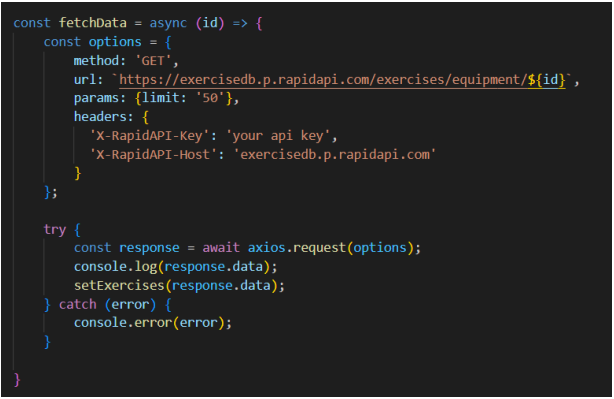 const fetchData = async (id) => {
    const options = {
        method: 'GET',
        url: `https://exercisedb.p.rapidapi.com/exercises/equipment/${id}`,
        params: {limit: '50'},
        headers: {
          'X-RapidAPI-Key': 'your api key',
          'X-RapidAPI-Host': 'exercisedb.p.rapidapi.com'
        }
    };

    try {
        const response = await axios.request(options);
        console.log(response.data);
        setExercises(response.data);
    } catch (error) {
        console.error(error);
    }

}